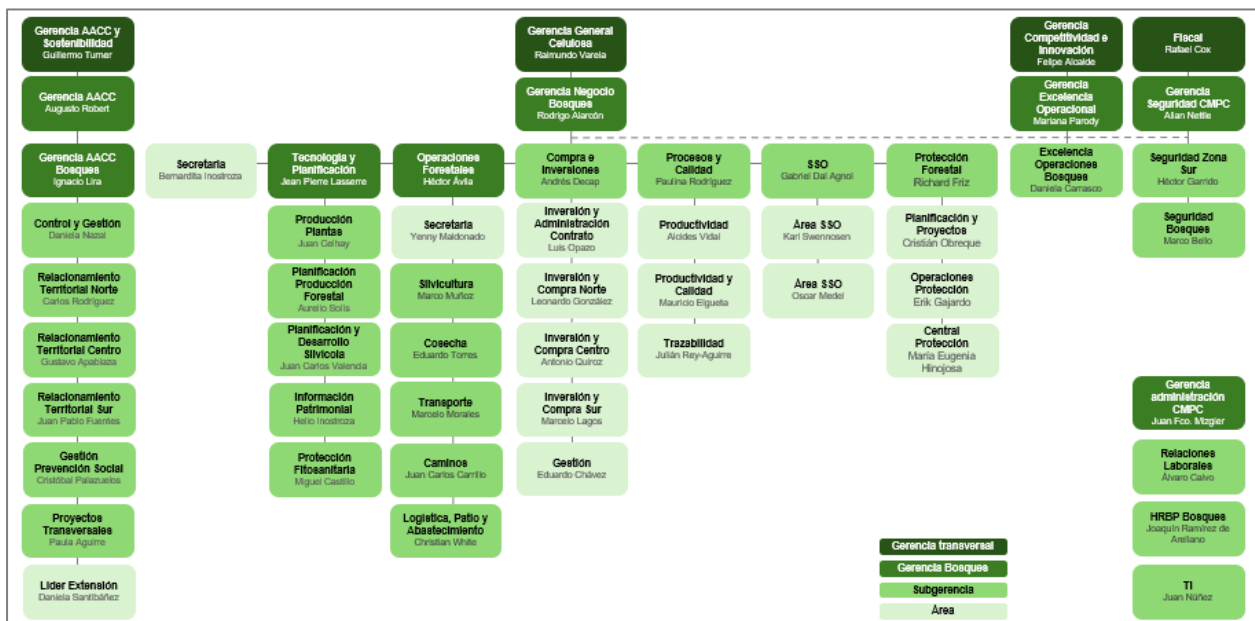 Gerencia AACC y
Sostenibilidad
Guillermo Turner
Gerencia AACC
Augusto Robert
Gerencia AACC
Bosques
Ignacio Lira
Control y Gestión
Daniela Nazal
Relacionamiento
Territorial Norte
Carlos Rodríguez
Relacionamiento
Territorial Centro
Gustavo Apablaza
Relacionamiento
Territorial Sur
Juan Pablo Fuentes
Gestión
Prevención Social
Cristóbal Palazuelos
Proyectos
Transversales
Paula Aguirre
Líder Extensión
Daniela Santibáñez
Secretaria
Bernardita Inostroza
Tecnología y
Planificación
Jean Pierre Lasserre
Producción
Plantas
Juan Celhay
Planificación
Producción Forestal
Aurelio Solís
Planificación y
Desarrollo
Silvícola
Juan Carlos Valencia
Información
Patrimonial
Helio Inostroza
Protección
Fitosanitaria
Miguel Castillo
Operaciones
Forestales
Héctor Ávila
Secretaria
Yenny Maldonado
Silvicultura
Marco Muñoz
Cosecha
Eduardo Torres
Transporte
Marcelo Morales
Caminos
Juan Carlos Carrillo
Logística, Patio y
Abastecimiento
Christian White
Gerencia General
Celulosa
Raimundo Varela
Gerencia Negocio
Bosques
Rodrigo Alarcón
Compra e
Inversiones
Andrés Decap
Inversión y
Administración
Contrato
Luis Opazo
Inversión y
Compra Norte
Leonardo González
Inversión y
Compra Centro
Antonio Quiroz
Inversión y
Compra Sur
Marcelo Lagos
Gestión
Eduardo Chávez
Procesos y
Calidad
Paulina Rodríguez
Productividad
Alcides Vidal
Productividad y
Calidad
Mauricio Elgueta
Trazabilidad
Julián Rey-Aguirre
SSO
Gabriel Dal Agnol
Área SSO
Karl Swennosen
Área SSO
Oscar Medel
Protección
Forestal
Richard Friz
Planificación y
Proyectos
Cristián Obreque
Operaciones
Protección
Erik Gajardo
Central
Protección
María Eugenia
Hinojosa
Gerencia
Competitividad e
Innovación
Felipe Alcalde
Gerencia
Excelencia
Operacional
Mariana Parody
Excelencia
Operaciones
Bosques
Daniela Carrasco
Fiscal
Rafael Cox
Gerencia
Seguridad CMPC
Allan Nettle
Seguridad Zona
Sur
Héctor Garrido
Seguridad
Bosques
Marco Bello
Gerencia
administración
CMPC
Juan Fco. Mizgier
Relaciones
Laborales
Álvaro Calvo
HRBP Bosques
Joaquín Ramírez de
Arellano
TI
Juan Núñez
Gerencia transversal
Gerencia Bosques
Subgerencia
Área